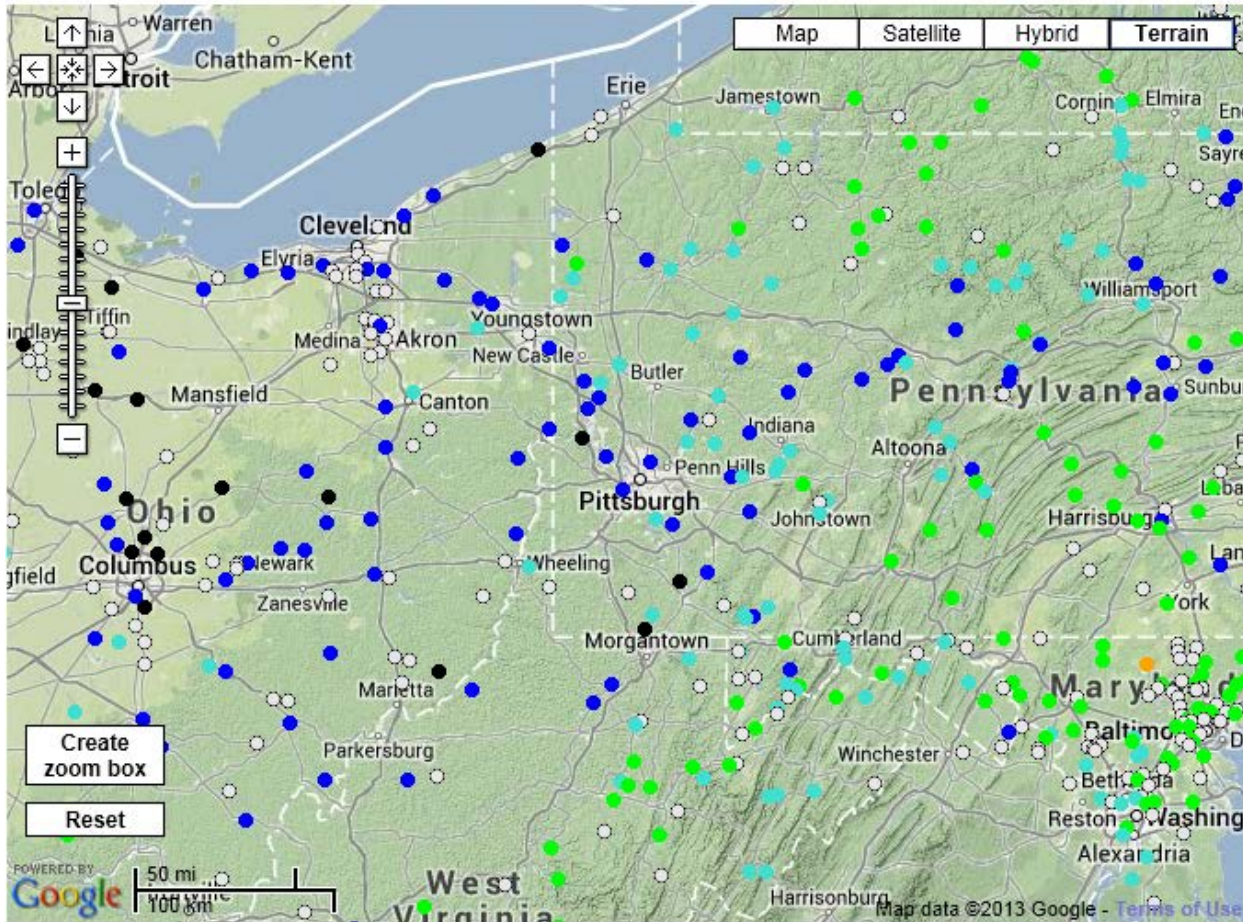 Warren
Chatham-Kent
Map
Satellite
Hybrid
Terrain
Erie
Jamestown
Corning
Elmira
Sayre
Cleveland
Elyria
Tiffin
Williamsport
Youngstown
Medina
Akron
New Castle
Butler
Mansfield
Canton
Pennsylvania
Sunbury
Indiana
Altoona
Penn Hills
Pittsburgh
Ohio
Johnstown
Harrisburg
Columbus
Newark
Wheeling
Zanesville
York
Morgantown
Cumberland
Marietta
Maryland
Create
zoom box
Parkersburg
Winchester
Baltimo
Bethesda
Reset
Reston
Washing
Alexandria
POWERED BY
Google
50 mi
100 km
West
Virginia
Harrisonburg
Map data ©2013 Google - Terms of Use